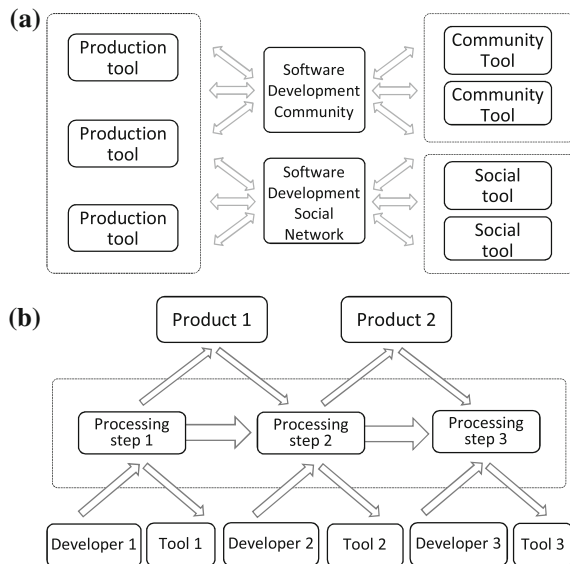 (a)
Production
tool
Production
tool
Production
tool
Software
Development
Community
Software
Development
Social
Network
Community
Tool
Community
Tool
Social
tool
Social
tool
(b)
Product 1
Product 2
Processing
step 1
Processing
step 2
Processing
step 3
Developer 1
Tool 1
Developer 2
Tool 2
Developer 3
Tool 3